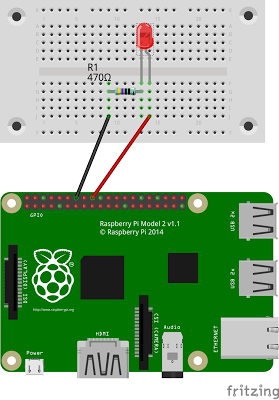 R1
470Ω
GPIO
Raspberry Pi Model 2 v1.1
© Raspberry Pi 2014
DSI (DISPLAY)
http://www.raspberrypi.org
USB 2x
USB 2x
CSI (CAMERA)
HDMI
Audio
ETHERNET
Power
fritzing